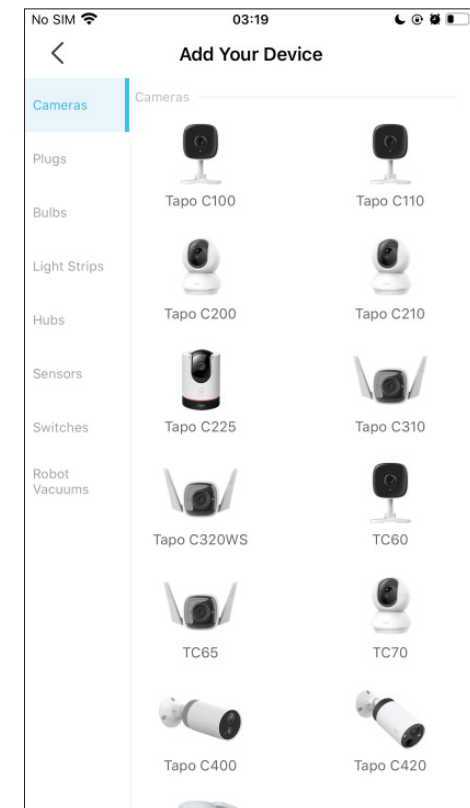 No SIM 03:19
Add Your Device
Cameras
Plugs
Bulbs
Light Strips
Hubs
Sensors
Switches
Robot
Vacuums
Cameras
Tapo C100 Tapo C110
Tapo C200 Tapo C210
Tapo C225 Tapo C310
Tapo C320WS TC60
TC65 TC70
Tapo C400 Tapo C420